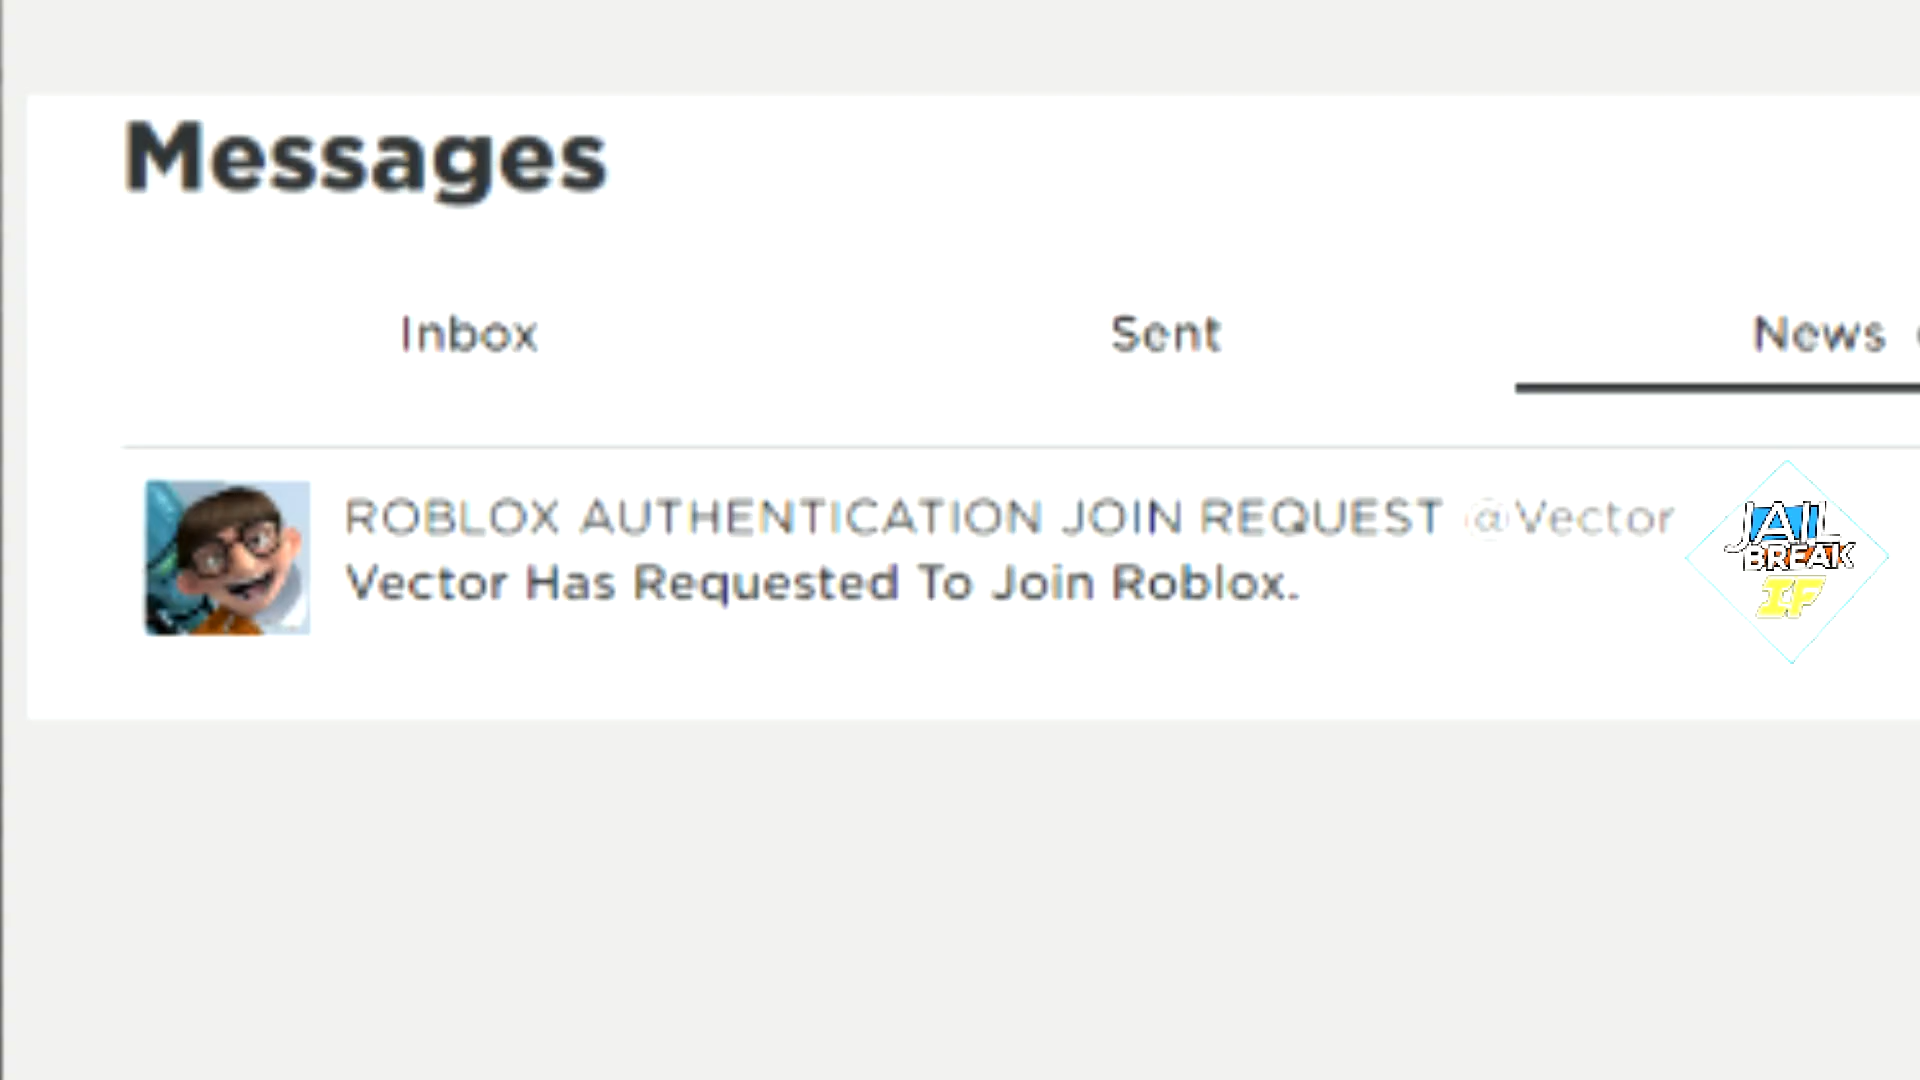 Messages
Inbox
Sent
News
ROBLOX AUTHENTICATION JOIN REQUEST @Vector
Vector Has Requested To Join Roblox.
JAIL
BREAK
IF